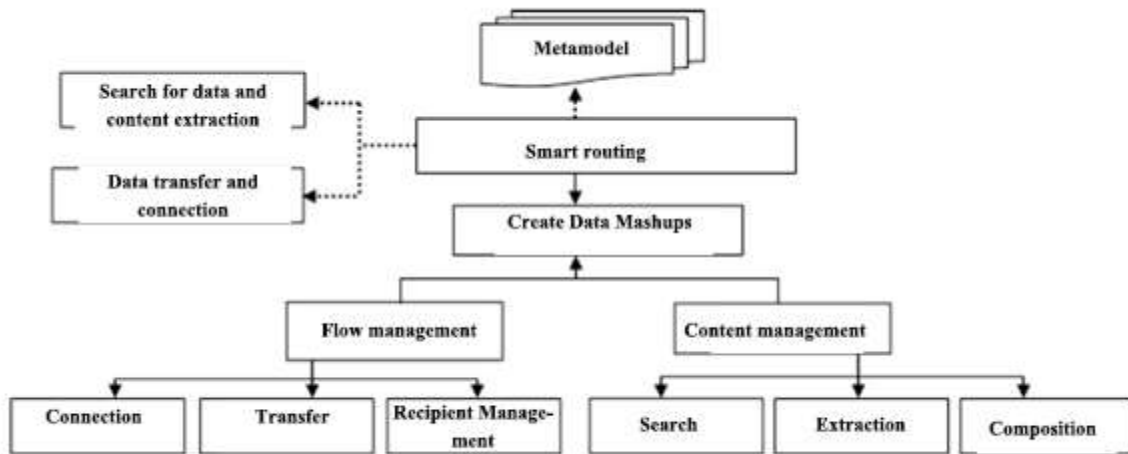 Metamodel
Search for data and
content extraction
Smart routing
Data transfer and
connection
Create Data Mashups
Flow management
Content management
Connection
Transfer
Recipient Manage-
ment
Search
Extraction
Composition